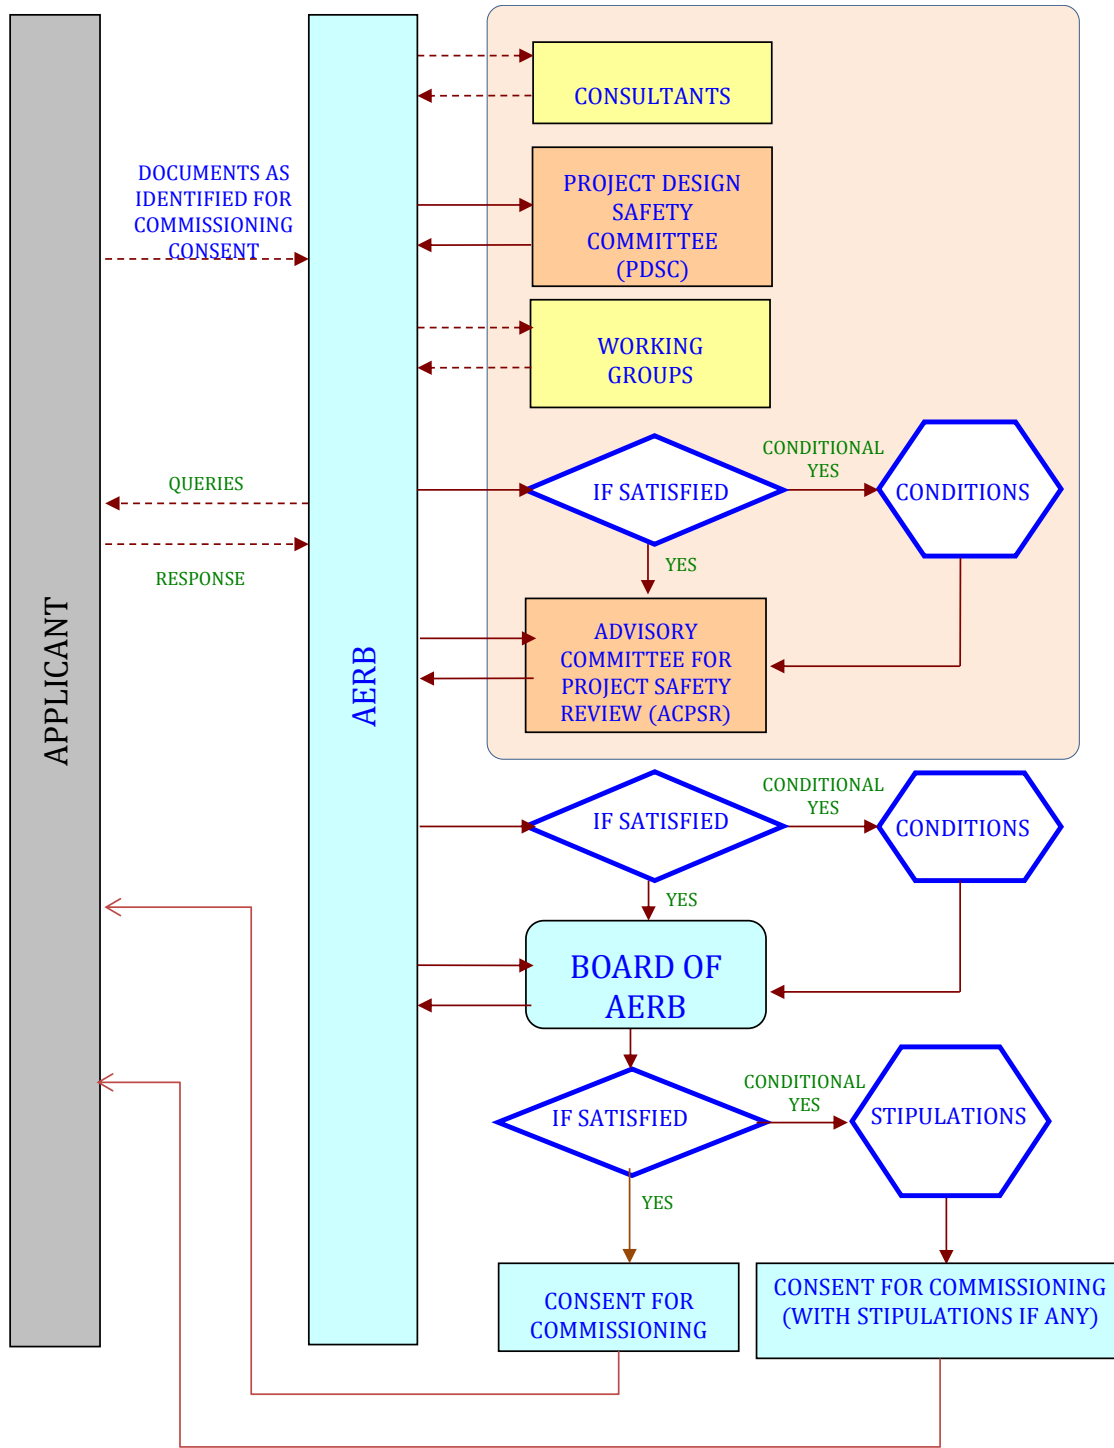 CONSULTANTS
DOCUMENTS AS
IDENTIFIED FOR
COMMISSIONING
CONSENT
PROJECT DESIGN
SAFETY
COMMITTEE
(PDSC)
WORKING
GROUPS
QUERIES
RESPONSE
IF SATISFIED
CONDITIONAL
YES
CONDITIONS
YES
APPLICANT
AERB
ADVISORY
COMMITTEE FOR
PROJECT SAFETY
REVIEW (ACPSR)
IF SATISFIED
CONDITIONAL
YES
CONDITIONS
YES
BOARD OF
AERB
IF SATISFIED
CONDITIONAL
YES
STIPULATIONS
YES
CONSENT FOR
COMMISSIONING
CONSENT FOR COMMISSIONING
(WITH STIPULATIONS IF ANY)